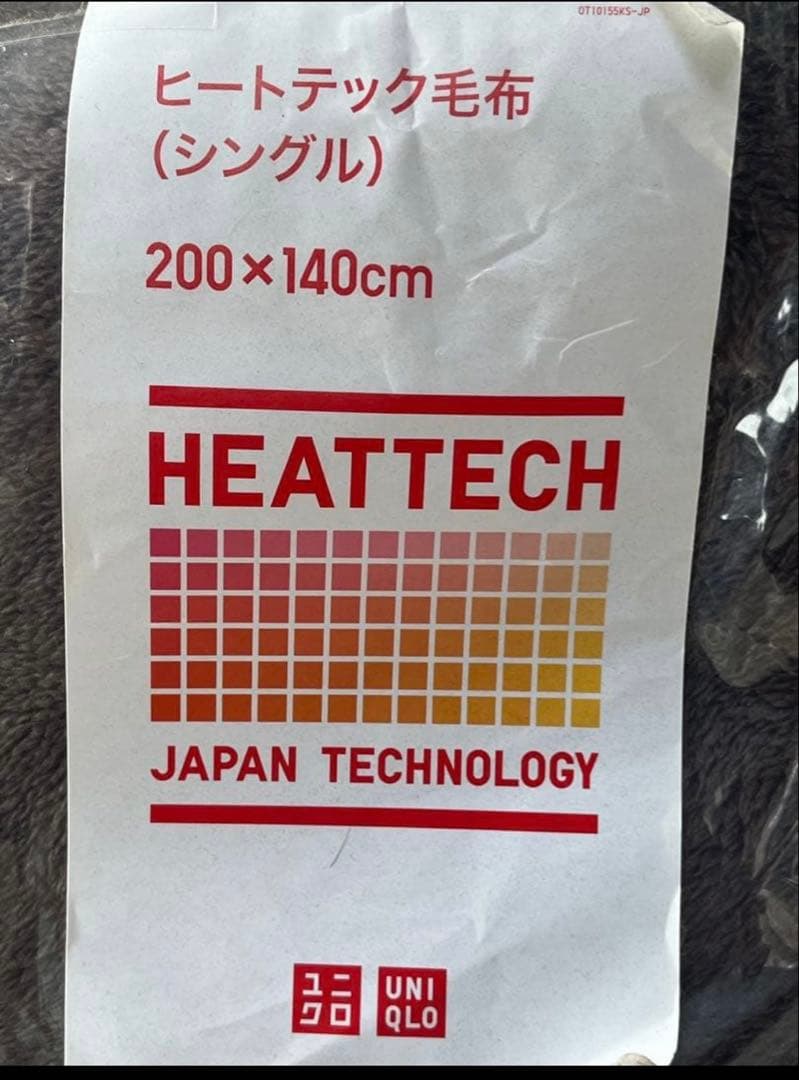 OT10155KS-JP
ヒートテック毛布
(シングル)
200×140cm
HEATTECH
JAPAN TECHNOLOGY
ユニ
クロ
UNI
QLO